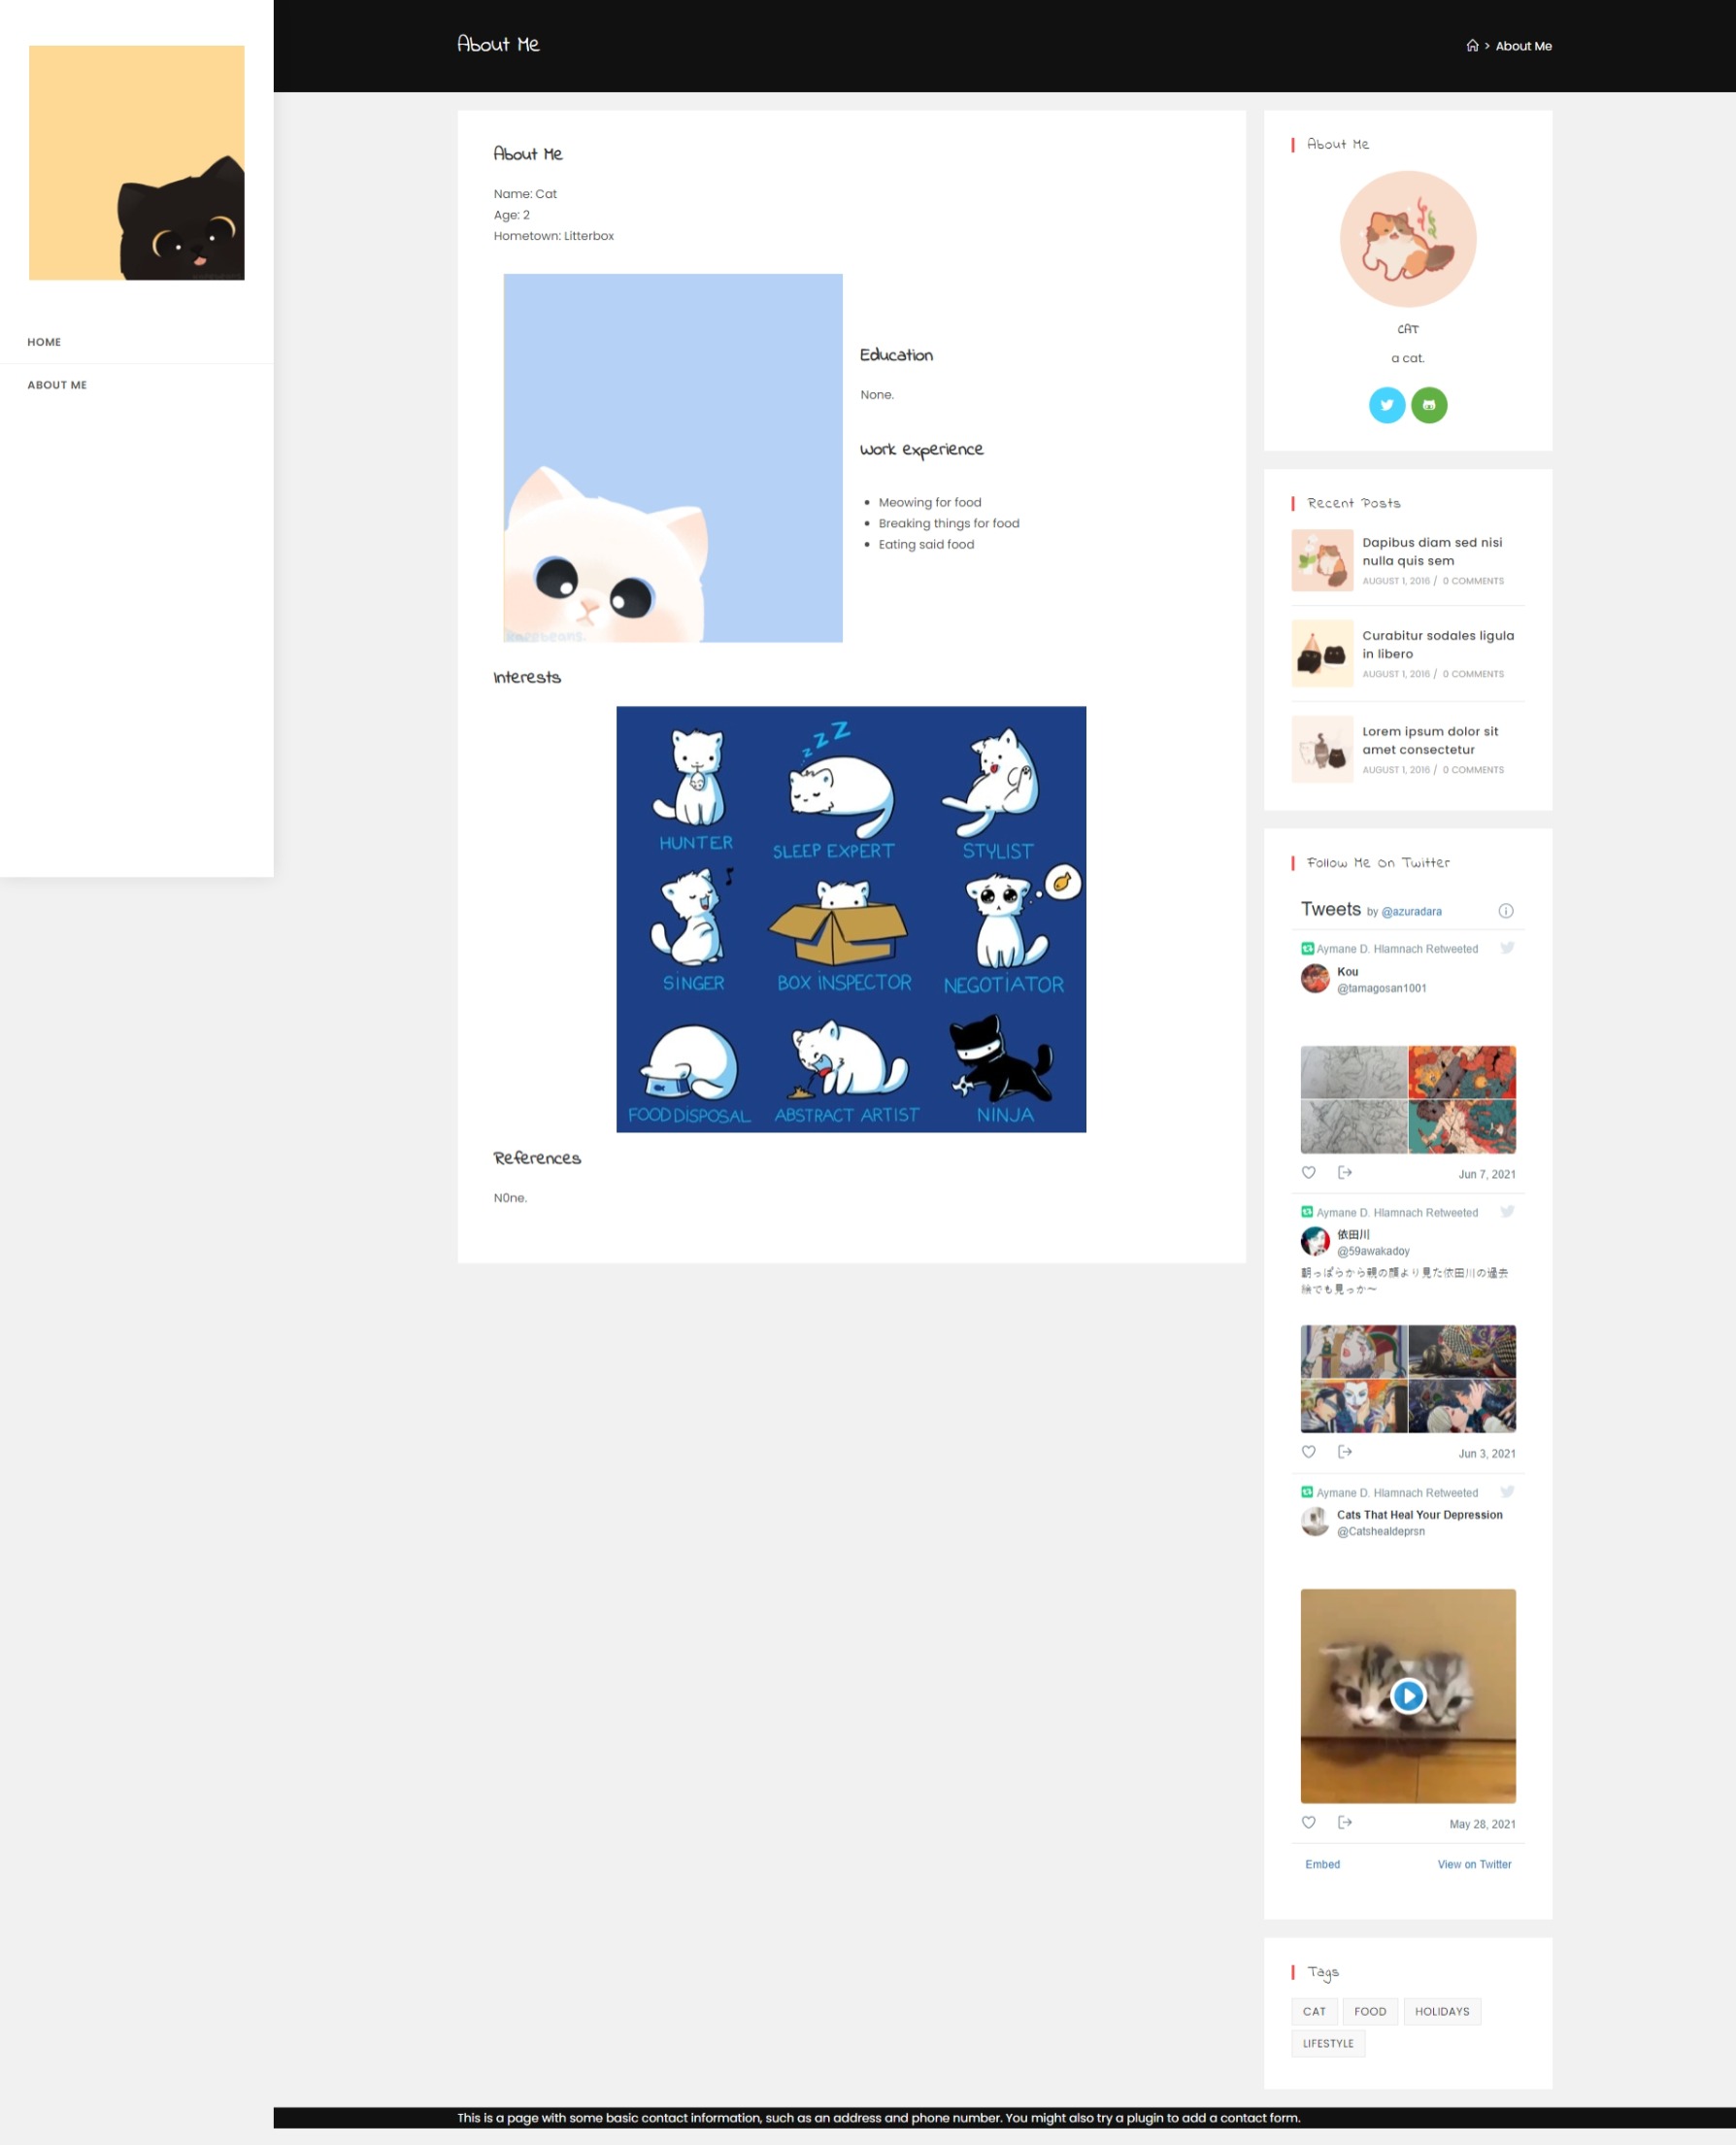 About Me
> About Me
HOME
ABOUT ME
About Me
Name: Cat
Age: 2
Hometown: Litterbox
kapebeans.
Education
None.
Work experience
Meowing for food
Breaking things for food
Eating said food
Interests
z z Z Z
HUNTER
SLEEP EXPERT
STYLIST
SINGER
BOX INSPECTOR
NEGOTIATOR
FOOD DISPOSAL
ABSTRACT ARTIST
NINJA
References
N0ne.
About Me
CAT
a cat.
Recent Posts
Dapibus diam sed nisi
nulla quis sem
AUGUST 1, 2016 / 0 COMMENTS
Curabitur sodales ligula
in libero
AUGUST 1, 2016 / 0 COMMENTS
Lorem ipsum dolor sit
amet consectetur
AUGUST 1, 2016 / 0 COMMENTS
Follow Me On Twitter
Tweets by @azuradara
Aymane D. Hlamnach Retweeted
Kou
@tamagosan1001
Jun 7, 2021
Aymane D. Hlamnach Retweeted
依田川
@59awakadoy
朝っぱらから親の顔より見た依田川の過去
絵でも見っか〜
Jun 3, 2021
Aymane D. Hlamnach Retweeted
Cats That Heal Your Depression
@Catshealdeprsn
May 28, 2021
Embed
View on Twitter
Tags
CAT
FOOD
HOLIDAYS
LIFESTYLE
This is a page with some basic contact information, such as an address and phone number. You might also try a plugin to add a contact form.